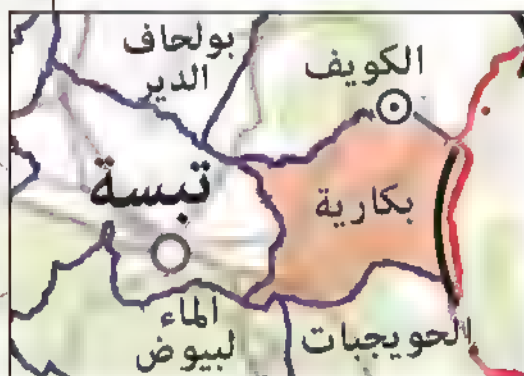 بولحاف
الدير
الكويف
تبسة
بكارية
الماء
لبيوض
الحويجبات